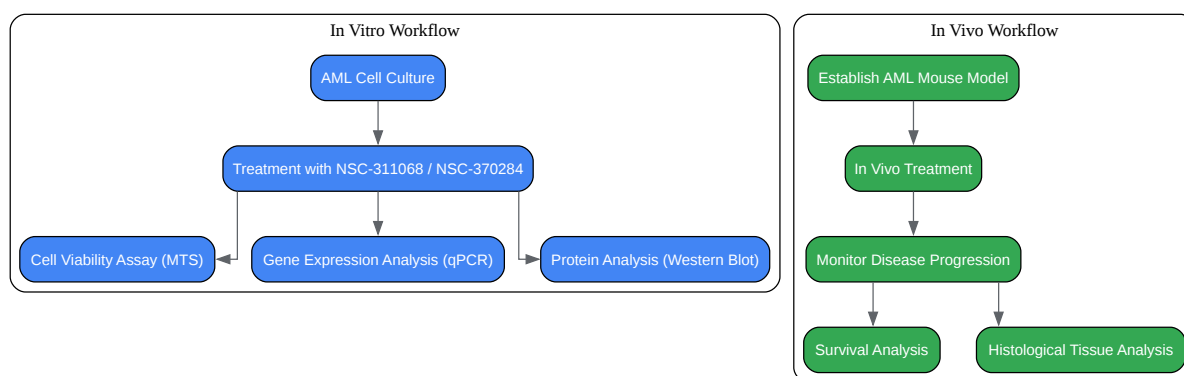 In Vitro Workflow
AML Cell Culture
Treatment with NSC-311068 / NSC-370284
Cell Viability Assay (MTS)
Gene Expression Analysis (qPCR)
Protein Analysis (Western Blot)
In Vivo Workflow
Establish AML Mouse Model
In Vivo Treatment
Monitor Disease Progression
Survival Analysis
Histological Tissue Analysis